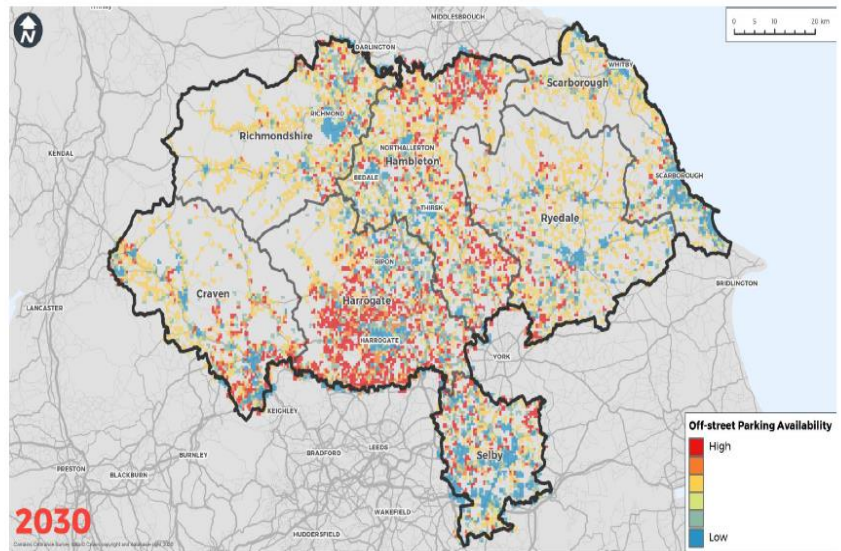 MIDDLESBROUGH
0 5 10 20 km
N
DARLINGTON
WHITBY
Scarborough
RICHMOND
Richmondshire
NORTHALLERTON
Hambleton
KENDAL
BEDALE
SCARBOROUGH
THIRSK
Ryedale
RIPON
BRIDLINGTON
Craven
Harrogate
LANCASTER
HARROGATE
YORK
KEIGHLEY
Off-street Parking Availability
High
BURNLEY
LEEDS
BRADFORD
Selby
PRESTON
BLACKBURN
WAKEFIELD
2030
Low
HUDDERSFIELD